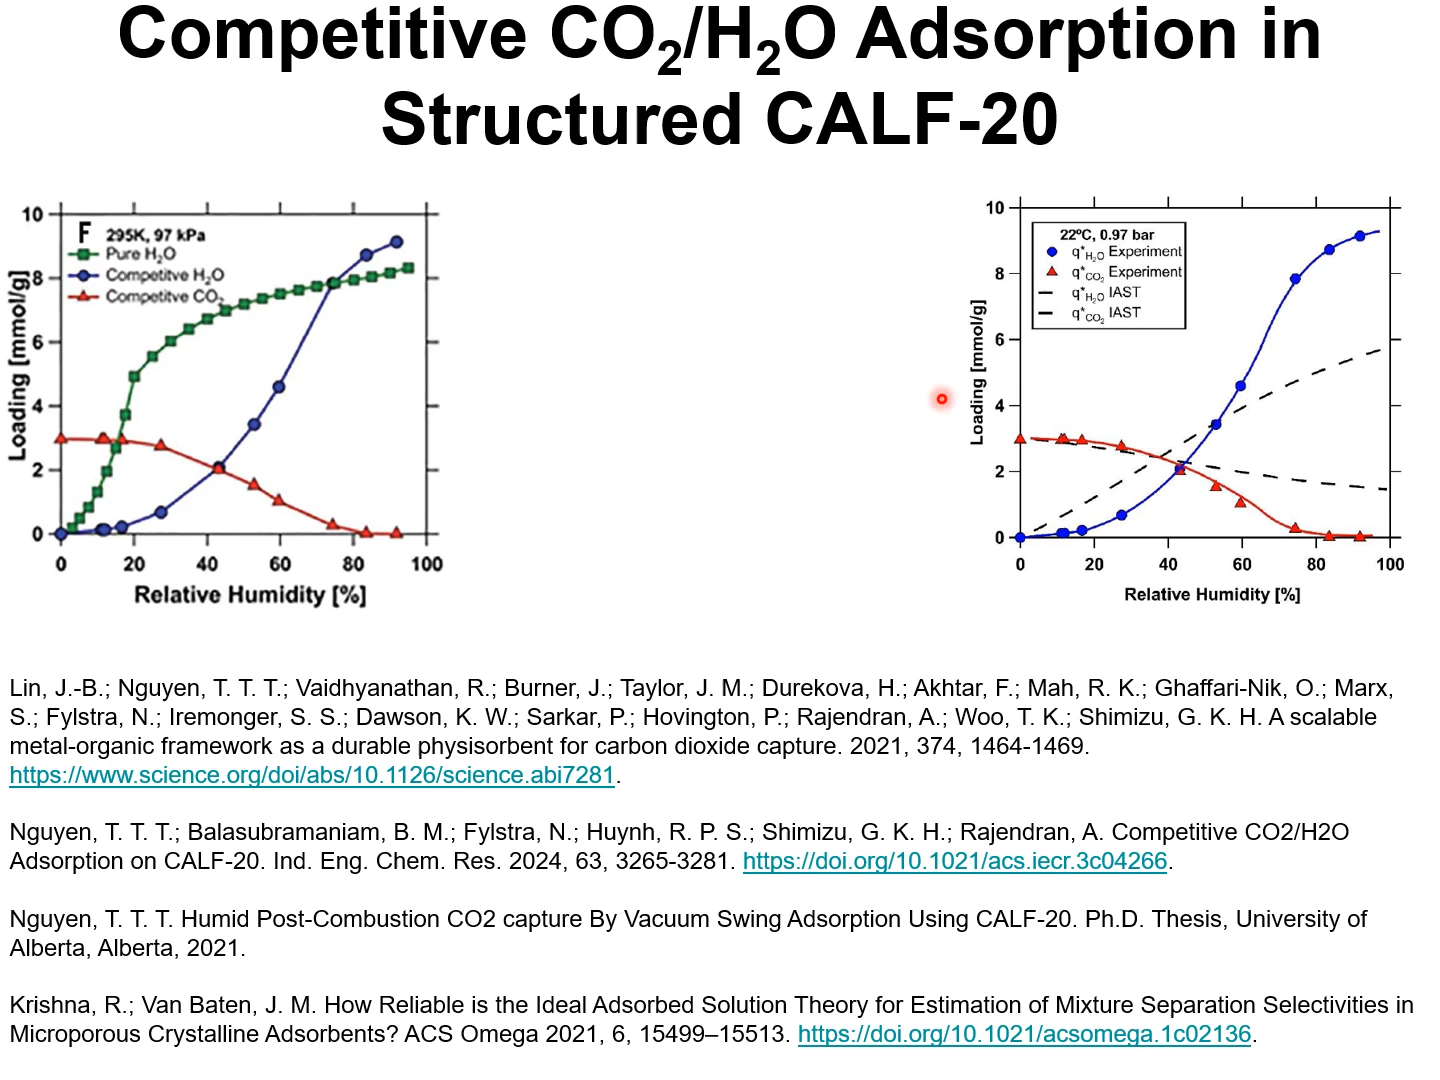 Competitive CO₂/H₂O Adsorption in
Structured CALF-20
10
8
6
4
2
0
Loading [mmol/g]
F
295K, 97 kPa
Pure H₂O
Competitve H₂O
Competitve CO₂
0 20 40 60 80 100
Relative Humidity [%]
10
8
6
4
2
0
Loading [mmol/g]
22ºC, 0.97 bar
q*H₂O Experiment
q*CO₂ Experiment
q*H₂O IAST
q*CO₂ IAST
0 20 40 60 80 100
Relative Humidity [%]
Lin, J.-B.; Nguyen, T. T. T.; Vaidhyanathan, R.; Burner, J.; Taylor, J. M.; Durekova, H.; Akhtar, F.; Mah, R. K.; Ghaffari-Nik, O.; Marx,
S.; Fylstra, N.; Iremonger, S. S.; Dawson, K. W.; Sarkar, P.; Hovington, P.; Rajendran, A.; Woo, T. K.; Shimizu, G. K. H. A scalable
metal-organic framework as a durable physisorbent for carbon dioxide capture. 2021, 374, 1464-1469.
https://www.science.org/doi/abs/10.1126/science.abi7281.
Nguyen, T. T. T.; Balasubramaniam, B. M.; Fylstra, N.; Huynh, R. P. S.; Shimizu, G. K. H.; Rajendran, A. Competitive CO2/H2O
Adsorption on CALF-20. Ind. Eng. Chem. Res. 2024, 63, 3265-3281. https://doi.org/10.1021/acs.iecr.3c04266.
Nguyen, T. T. T. Humid Post-Combustion CO2 capture By Vacuum Swing Adsorption Using CALF-20. Ph.D. Thesis, University of
Alberta, Alberta, 2021.
Krishna, R.; Van Baten, J. M. How Reliable is the Ideal Adsorbed Solution Theory for Estimation of Mixture Separation Selectivities in
Microporous Crystalline Adsorbents? ACS Omega 2021, 6, 15499–15513. https://doi.org/10.1021/acsomega.1c02136.